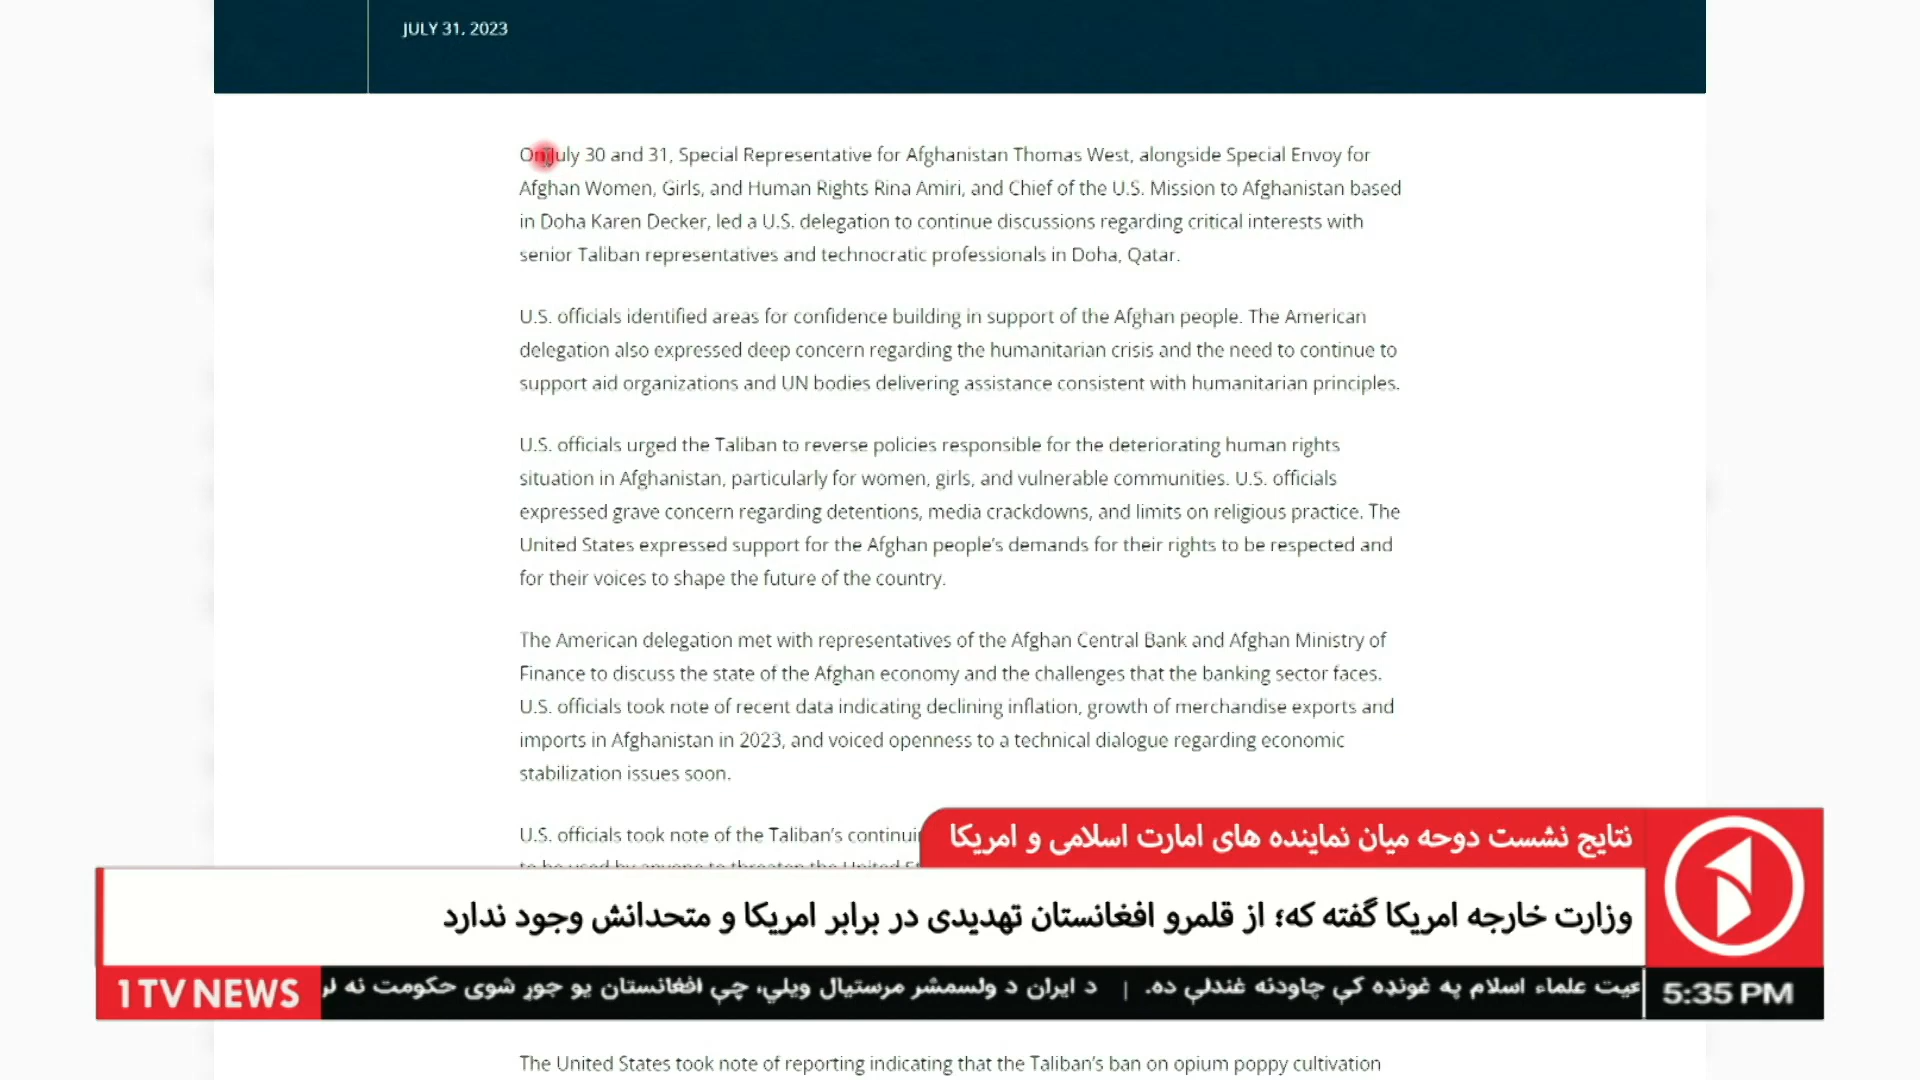 JULY 31, 2023
On July 30 and 31, Special Representative for Afghanistan Thomas West, alongside Special Envoy for
Afghan Women, Girls, and Human Rights Rina Amiri, and Chief of the U.S. Mission to Afghanistan based
in Doha Karen Decker, led a U.S. delegation to continue discussions regarding critical interests with
senior Taliban representatives and technocratic professionals in Doha, Qatar.
U.S. officials identified areas for confidence building in support of the Afghan people. The American
delegation also expressed deep concern regarding the humanitarian crisis and the need to continue to
support aid organizations and UN bodies delivering assistance consistent with humanitarian principles.
U.S. officials urged the Taliban to reverse policies responsible for the deteriorating human rights
situation in Afghanistan, particularly for women, girls, and vulnerable communities. U.S. officials
expressed grave concern regarding detentions, media crackdowns, and limits on religious practice. The
United States expressed support for the Afghan people’s demands for their rights to be respected and
for their voices to shape the future of the country.
The American delegation met with representatives of the Afghan Central Bank and Afghan Ministry of
Finance to discuss the state of the Afghan economy and the challenges that the banking sector faces.
U.S. officials took note of recent data indicating declining inflation, growth of merchandise exports and
imports in Afghanistan in 2023, and voiced openness to a technical dialogue regarding economic
stabilization issues soon.
U.S. officials took note of the Taliban’s
to be used by anyone to threaten the United
نتایج نشست دوحه میان نماینده های امارت اسلامی و امریکا
وزارت خارجه امریکا گفته که؛ از قلمرو افغانستان تهدیدی در برابر امریکا و متحدانش وجود ندارد
علماء اسلام په غونډه کې چاودنه غندلې ده. | د ایران د ولسمشر مرستیال ویلي، چې افغانستان یو جوړ شوی حکومت نه
1TV NEWS
5:35 PM
The United States took note of reporting indicating that the Taliban’s ban on opium poppy cultivation